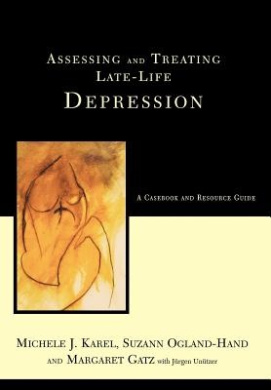 Assessing and Treating
Late-Life
Depression
A Casebook and Resource Guide
Michele J. Karel, Suzann Ogland-Hand
and Margaret Gatz with Jürgen Unützer